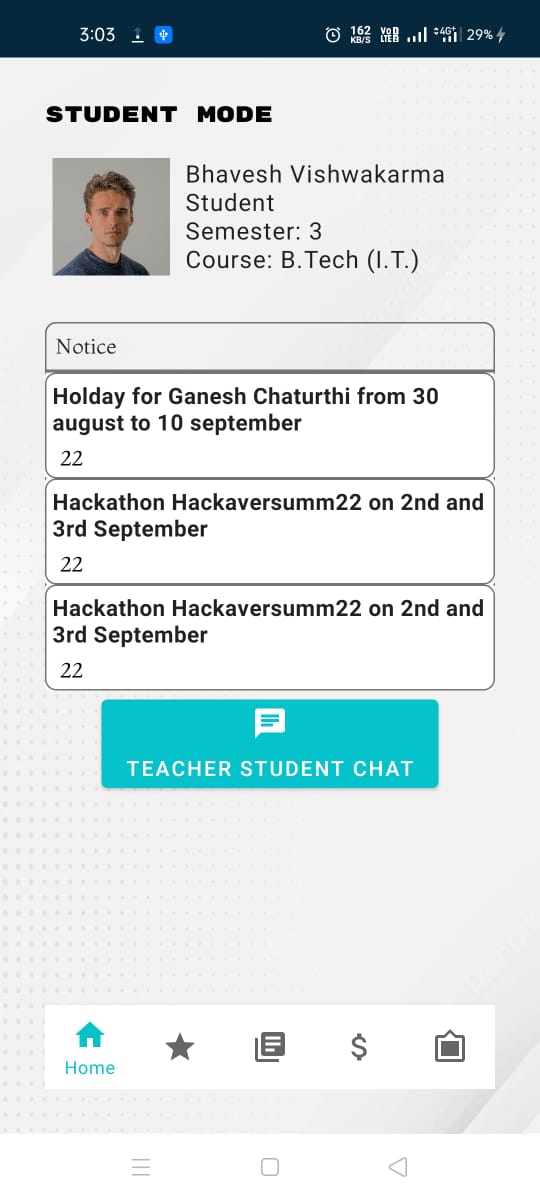 3:03
162 KB/S VoD LTEB 4G+ 29%
STUDENT MODE
Bhavesh Vishwakarma
Student
Semester: 3
Course: B.Tech (I.T.)
Notice
Holday for Ganesh Chaturthi from 30
august to 10 september
22
Hackathon Hackaversumm22 on 2nd and
3rd September
22
Hackathon Hackaversumm22 on 2nd and
3rd September
22
TEACHER STUDENT CHAT
$
Home